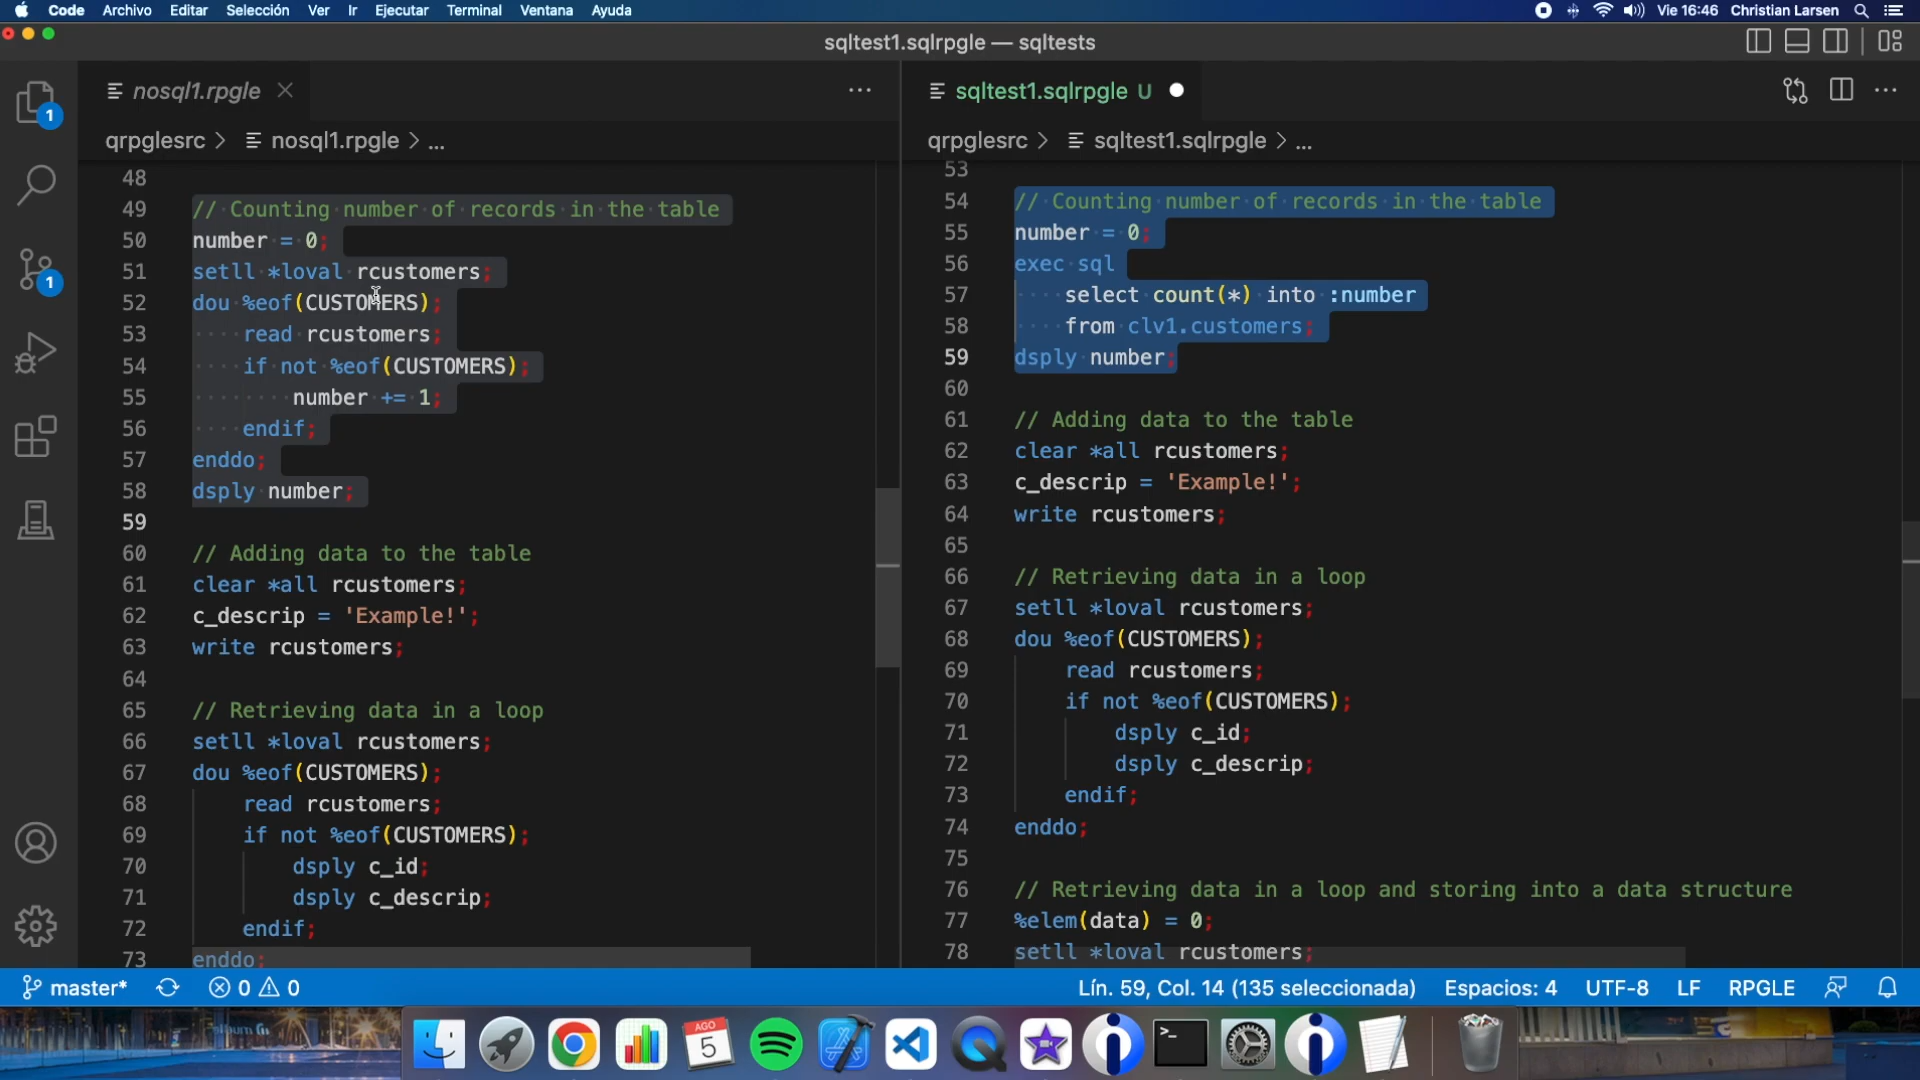 Code Archivo Editar Selección Ver Ir Ejecutar Terminal Ventana Ayuda Vie 16:46 Christian Larsen
sqltest1.sqlrpgle — sqltests
nosql1.rpgle
qrpglesrc > nosql1.rpgle > ...
48
49 // Counting number of records in the table
50 number = 0;
51 setll *loval rcustomers;
52 dou %eof(CUSTOMERS);
53 read rcustomers;
54 if not %eof(CUSTOMERS);
55 number += 1;
56 endif;
57 enddo;
58 dsply number;
59
60 // Adding data to the table
61 clear *all rcustomers;
62 c_descrip = 'Example!';
63 write rcustomers;
64
65 // Retrieving data in a loop
66 setll *loval rcustomers;
67 dou %eof(CUSTOMERS);
68 read rcustomers;
69 if not %eof(CUSTOMERS);
70 dsply c_id;
71 dsply c_descrip;
72 endif;
73 enddo;
sqltest1.sqlrpgle U
qrpglesrc > sqltest1.sqlrpgle > ...
53
54 // Counting number of records in the table
55 number = 0;
56 exec sql
57 select count(*) into :number
58 from clv1.customers;
59 dsply number;
60
61 // Adding data to the table
62 clear *all rcustomers;
63 c_descrip = 'Example!';
64 write rcustomers;
65
66 // Retrieving data in a loop
67 setll *loval rcustomers;
68 dou %eof(CUSTOMERS);
69 read rcustomers;
70 if not %eof(CUSTOMERS);
71 dsply c_id;
72 dsply c_descrip;
73 endif;
74 enddo;
75
76 // Retrieving data in a loop and storing into a data structure
77 %elem(data) = 0;
78 setll *loval rcustomers;
1
1
master* 0 0 Lín. 59, Col. 14 (135 seleccionada) Espacios: 4 UTF-8 LF RPGLE
AGO
5